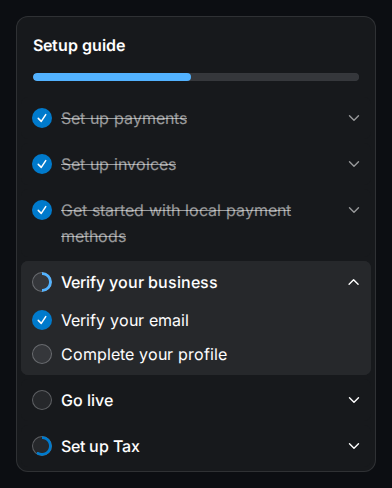 Setup guide
Set up payments
Set up invoices
Get started with local payment
methods
Verify your business
Verify your email
Complete your profile
Go live
Set up Tax